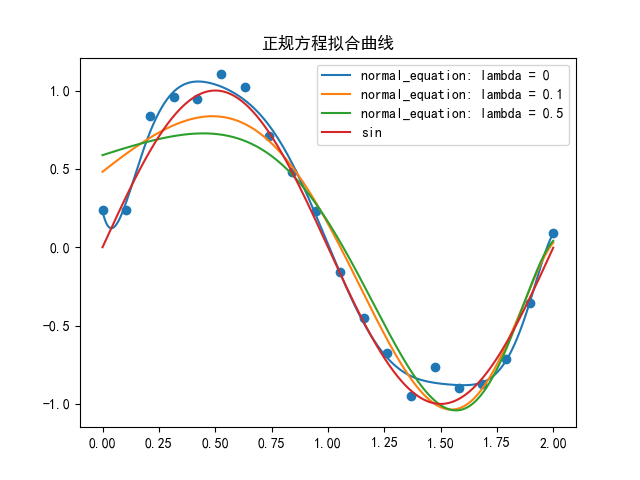 正规方程拟合曲线
normal_equation: lambda = 0
normal_equation: lambda = 0.1
normal_equation: lambda = 0.5
sin
1.0
0.5
0.0
−0.5
−1.0
0.00 0.25 0.50 0.75 1.00 1.25 1.50 1.75 2.00